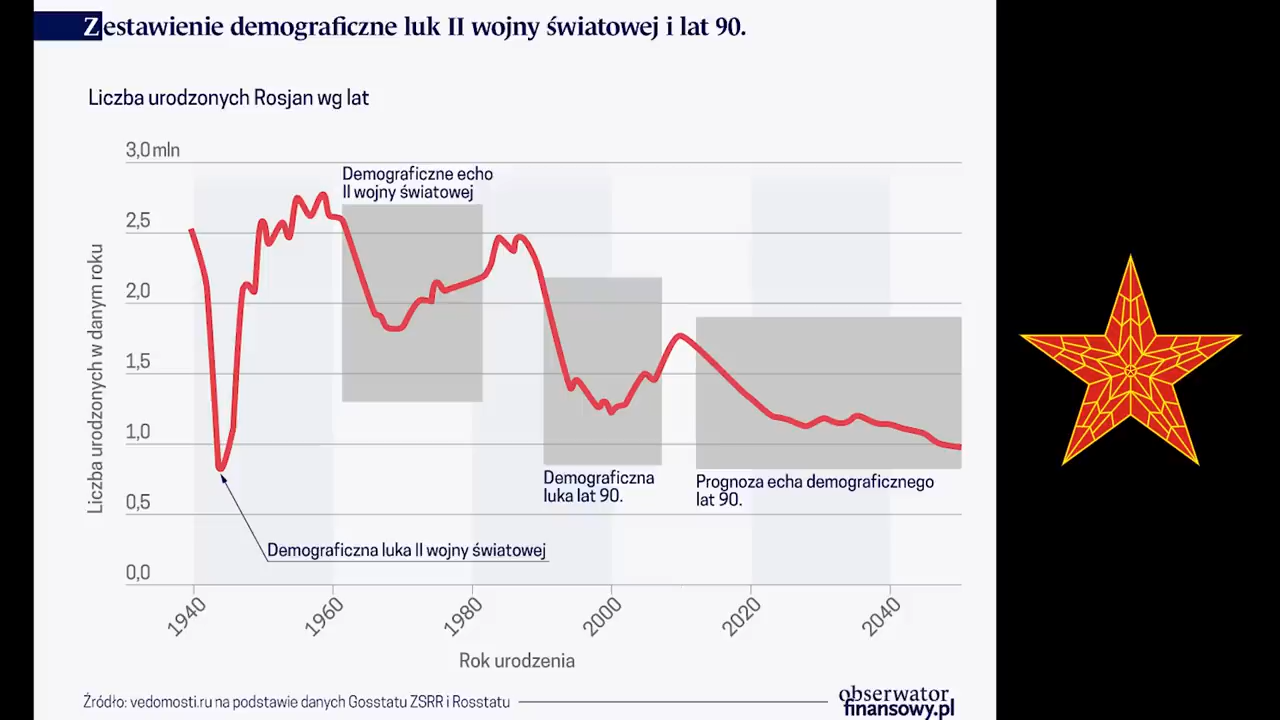 Zestawienie demograficzne luk II wojny światowej i lat 90.
Liczba urodzonych Rosjan wg lat
3,0 mln
2,5
2,0
1,5
1,0
0,5
0,0
Liczba urodzonych w danym roku
Demograficzne echo
II wojny światowej
Demograficzna
luka lat 90.
Prognoza echa demograficznego
lat 90.
Demograficzna luka II wojny światowej
1940
1960
1980
2000
2020
2040
Rok urodzenia
Źródło: vedomosti.ru na podstawie danych Gosstatu ZSRR i Rosstatu
obserwator
finansowy.pl